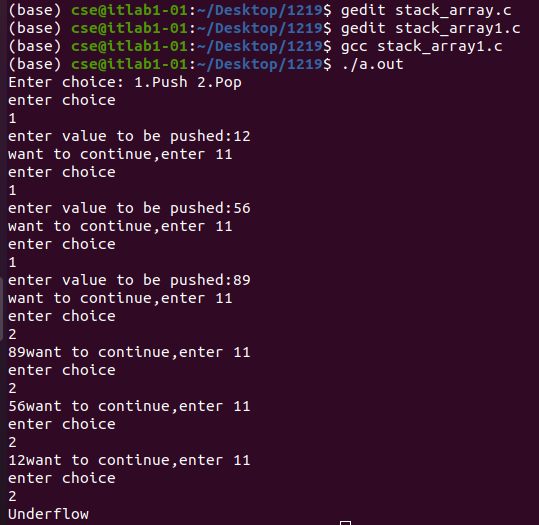 (base) cse@itlab1-01:~/Desktop/1219$ gedit stack_array.c
(base) cse@itlab1-01:~/Desktop/1219$ gedit stack_array1.c
(base) cse@itlab1-01:~/Desktop/1219$ gcc stack_array1.c
(base) cse@itlab1-01:~/Desktop/1219$ ./a.out
Enter choice: 1.Push 2.Pop
enter choice
1
enter value to be pushed:12
want to continue,enter 11
enter choice
1
enter value to be pushed:56
want to continue,enter 11
enter choice
1
enter value to be pushed:89
want to continue,enter 11
enter choice
2
89want to continue,enter 11
enter choice
2
56want to continue,enter 11
enter choice
2
12want to continue,enter 11
enter choice
2
Underflow